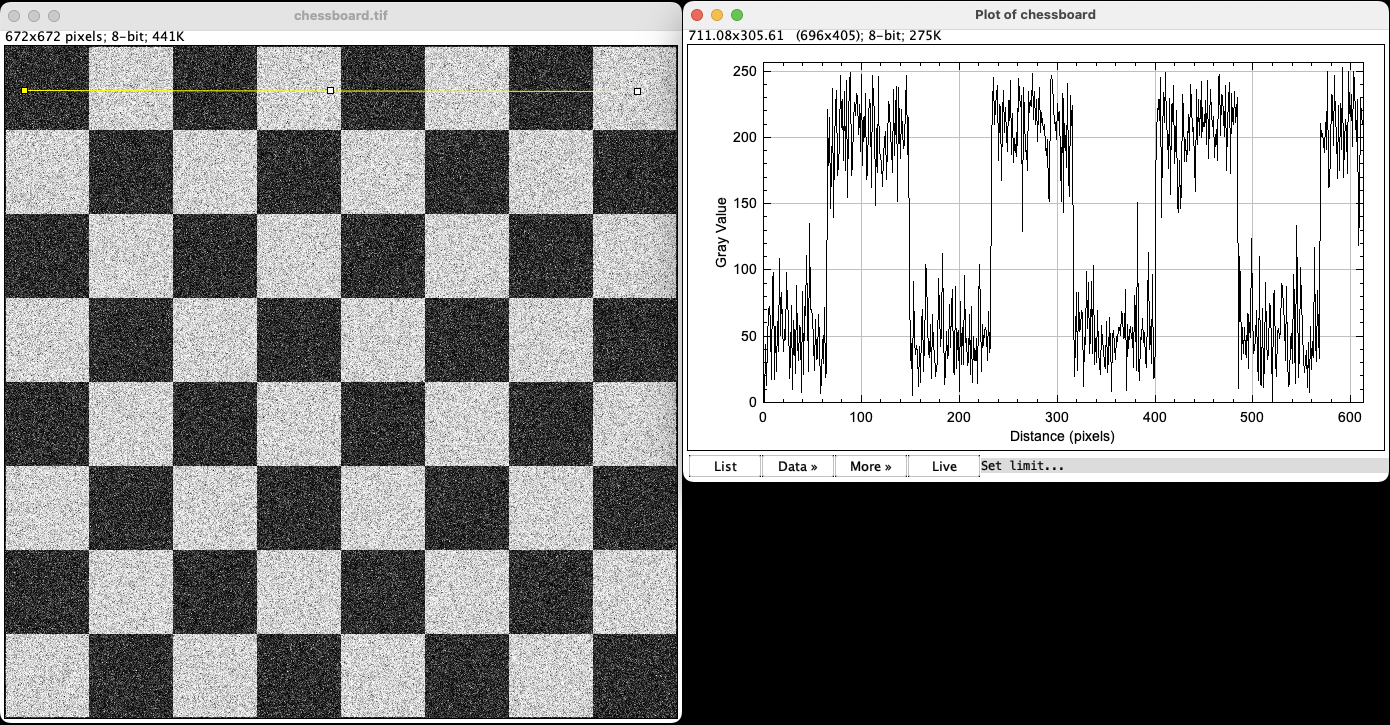 chessboard.tif
672x672 pixels; 8-bit; 441K
Plot of chessboard
711.08x305.61 (696x405); 8-bit; 275K
250
200
150
100
50
0
Gray Value
0 100 200 300 400 500 600
Distance (pixels)
List Data » More » Live Set limit...